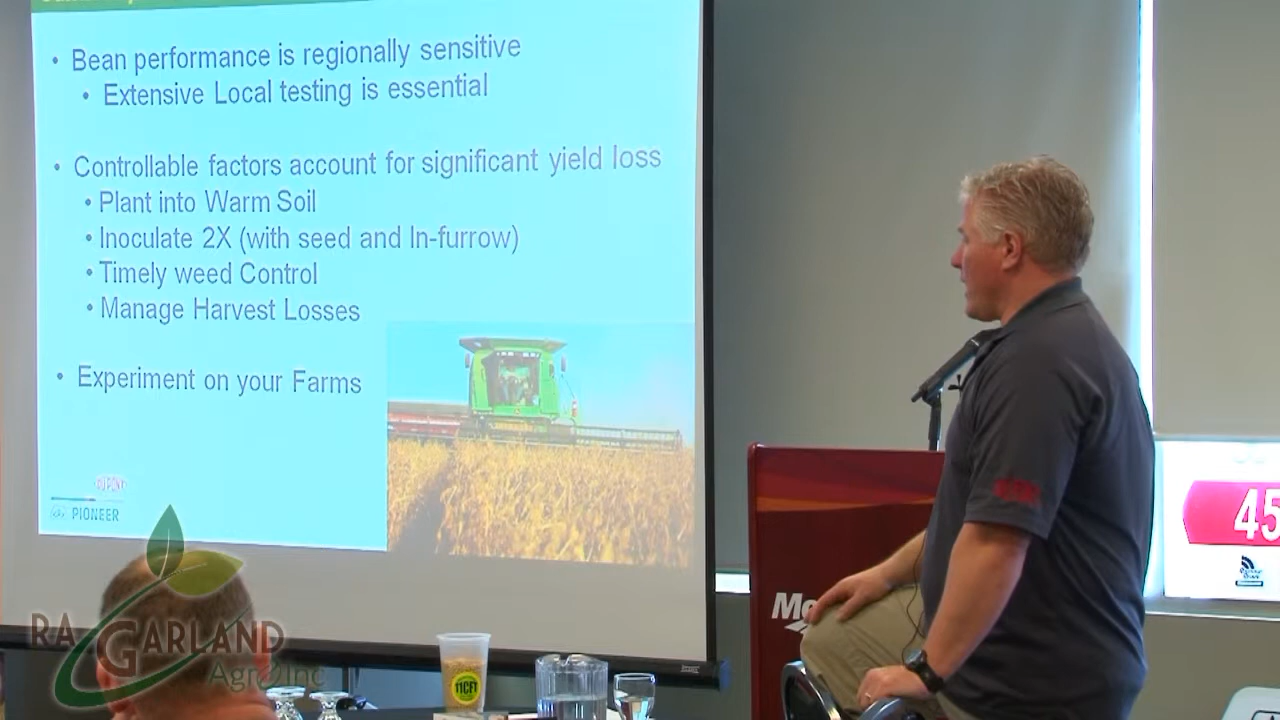 • Bean performance is regionally sensitive
• Extensive Local testing is essential
• Controllable factors account for significant yield loss
• Plant into Warm Soil
• Inoculate 2X (with seed and In-furrow)
• Timely weed Control
• Manage Harvest Losses
• Experiment on your Farms
PIONEER
RA GARLAND
Agro Inc
11CFT
45